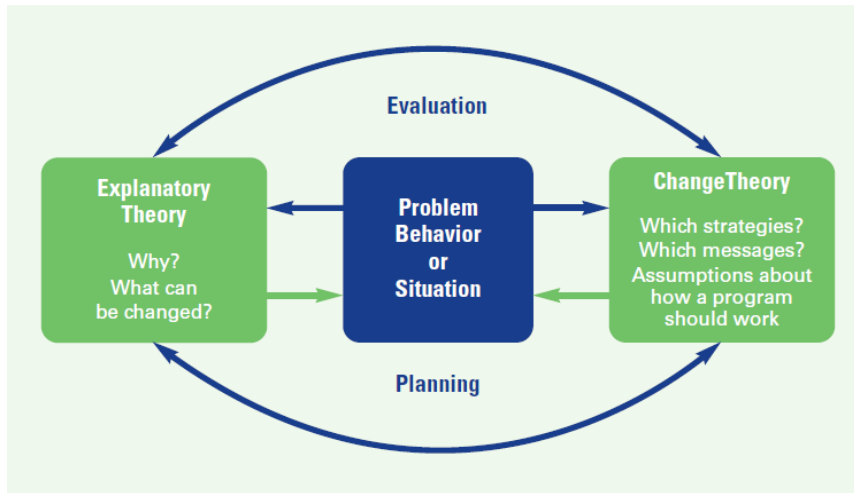 Evaluation
Explanatory
Theory
Why?
What can
be changed?
Problem
Behavior
or
Situation
ChangeTheory
Which strategies?
Which messages?
Assumptions about
how a program
should work
Planning